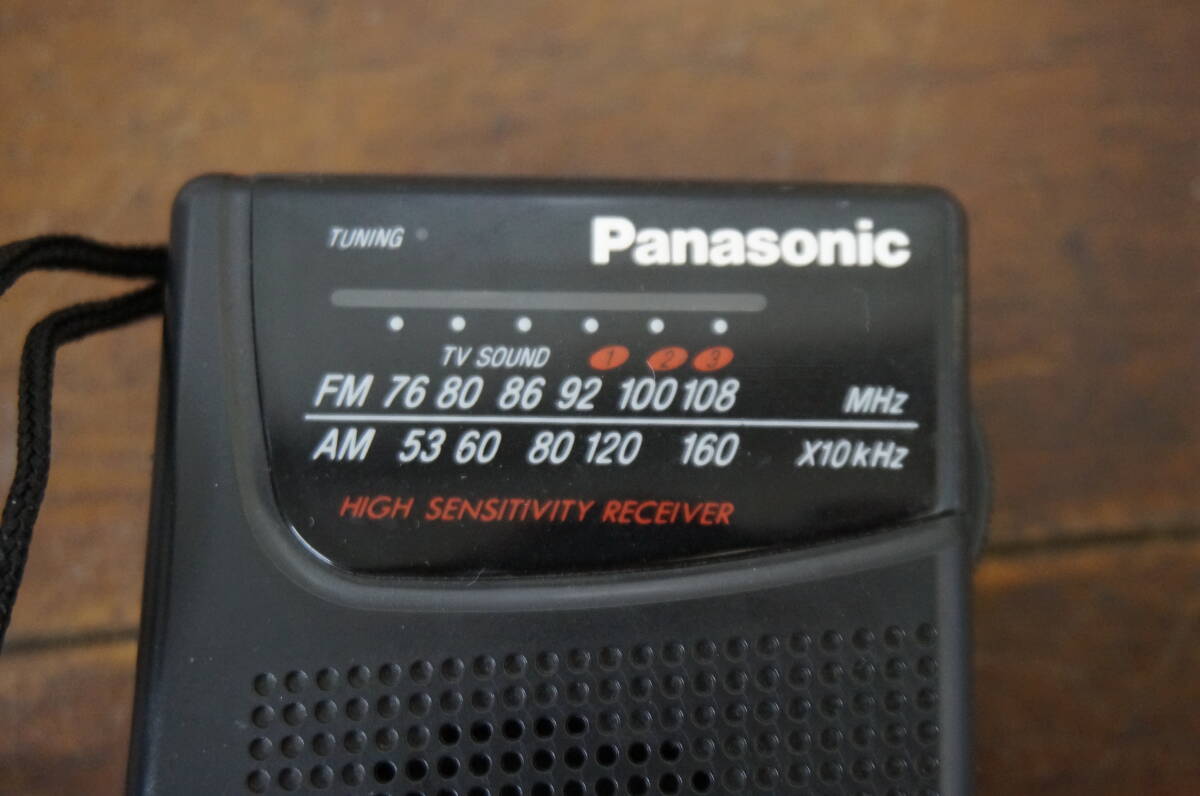 TUNING Panasonic
TV SOUND 1 2 3
FM 76 80 86 92 100 108 MHz
AM 53 60 80 120 160 X10kHz
HIGH SENSITIVITY RECEIVER